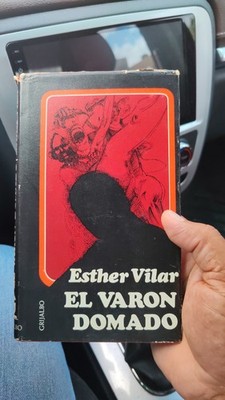 Esther Vilar
EL VARON
DOMADO
GRIJALBO